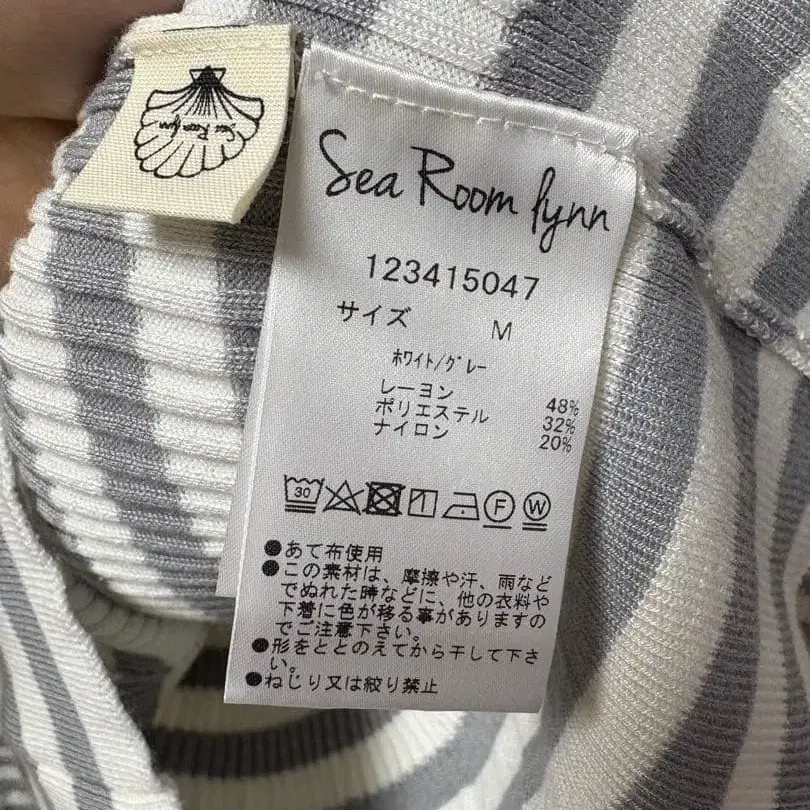 Sea Room lynn
Sea Room lynn
123415047
サイズ M
ホワイト/グレー
レーヨン 48%
ポリエステル 32%
ナイロン 20%
30
F
W
●あて布使用
●この素材は、摩擦や汗、雨など
でぬれた時などに、他の衣料や
下着に色が移る事がありますの
でご注意下さい。
●形をととのえてから干して下さ
い。
●ねじり又は絞り禁止